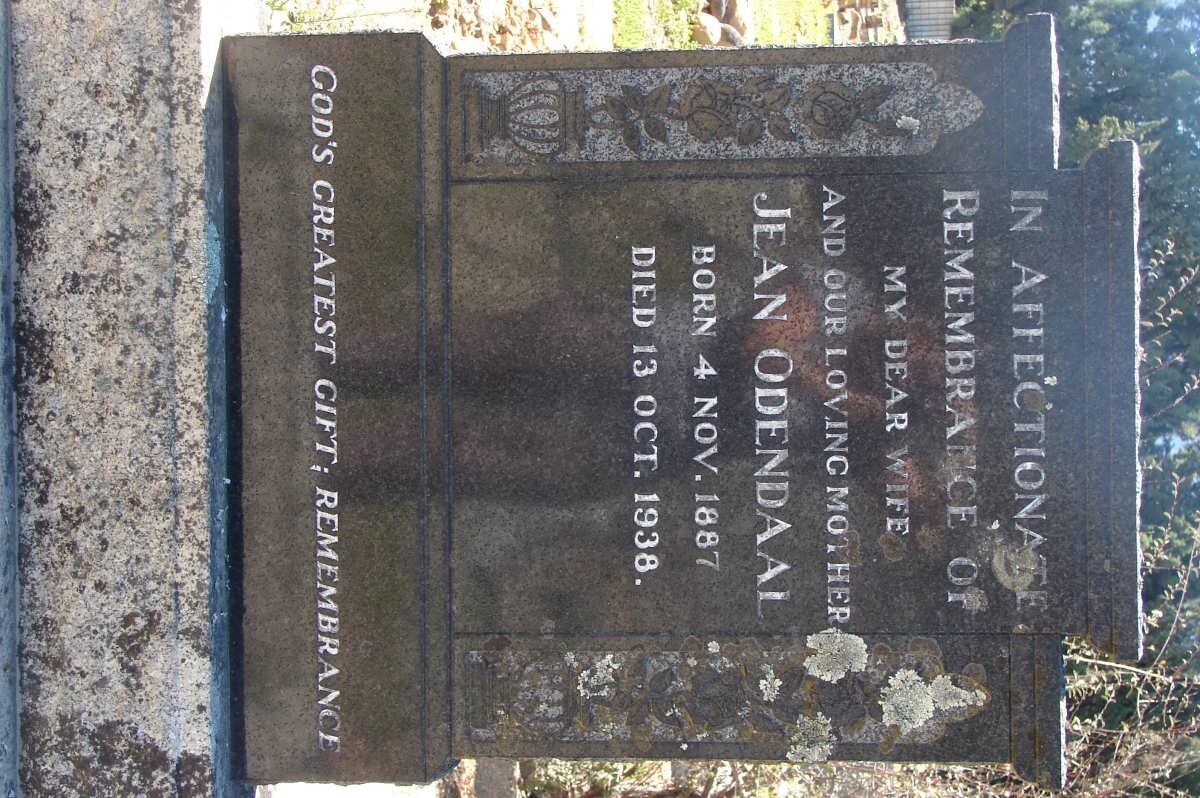 IN AFFECTIONATE
REMEMBRANCE OF
MY DEAR WIFE
AND OUR LOVING MOTHER
JEAN ODENDAAL
BORN 4 NOV. 1887
DIED 13 OCT. 1938.
GOD'S GREATEST GIFT; REMEMBRANCE